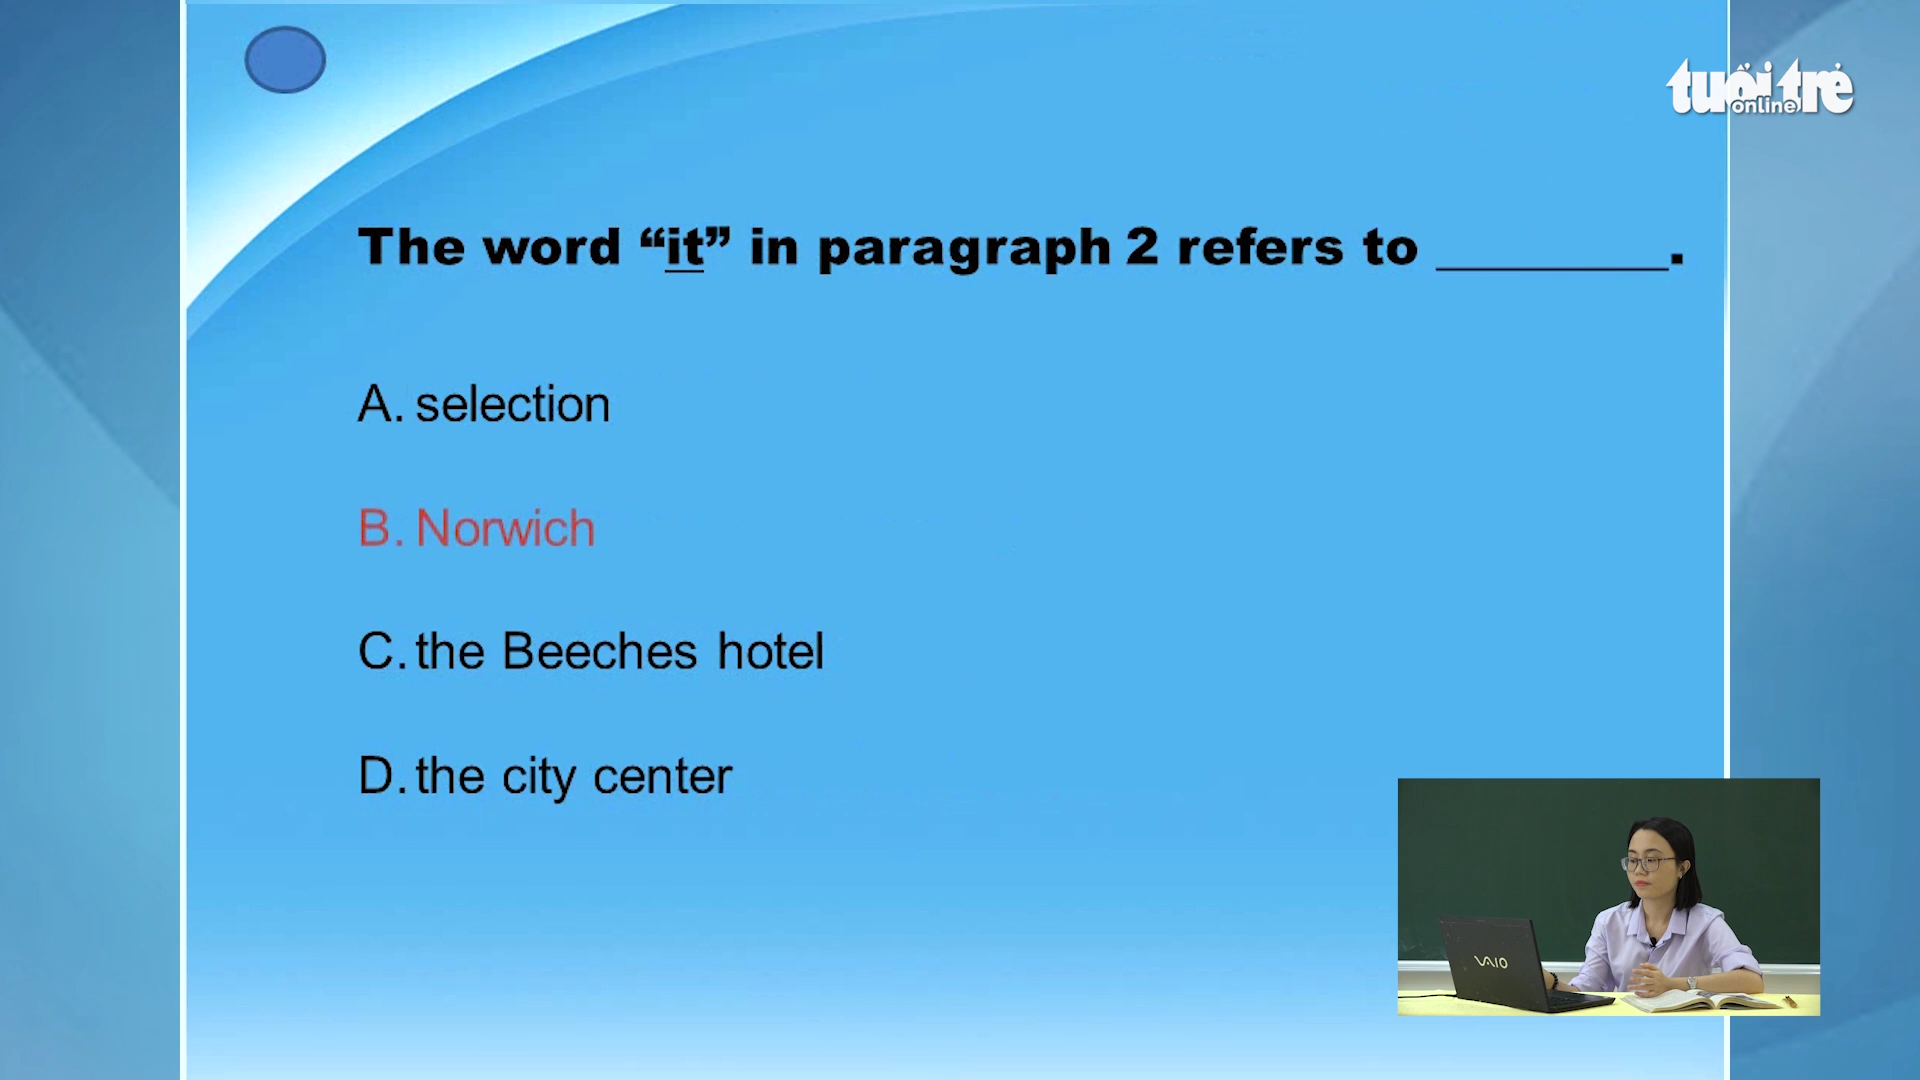 tuổi trẻ
online
The word “it” in paragraph 2 refers to _________.
A. selection
B. Norwich
C. the Beeches hotel
D. the city center
VAIO